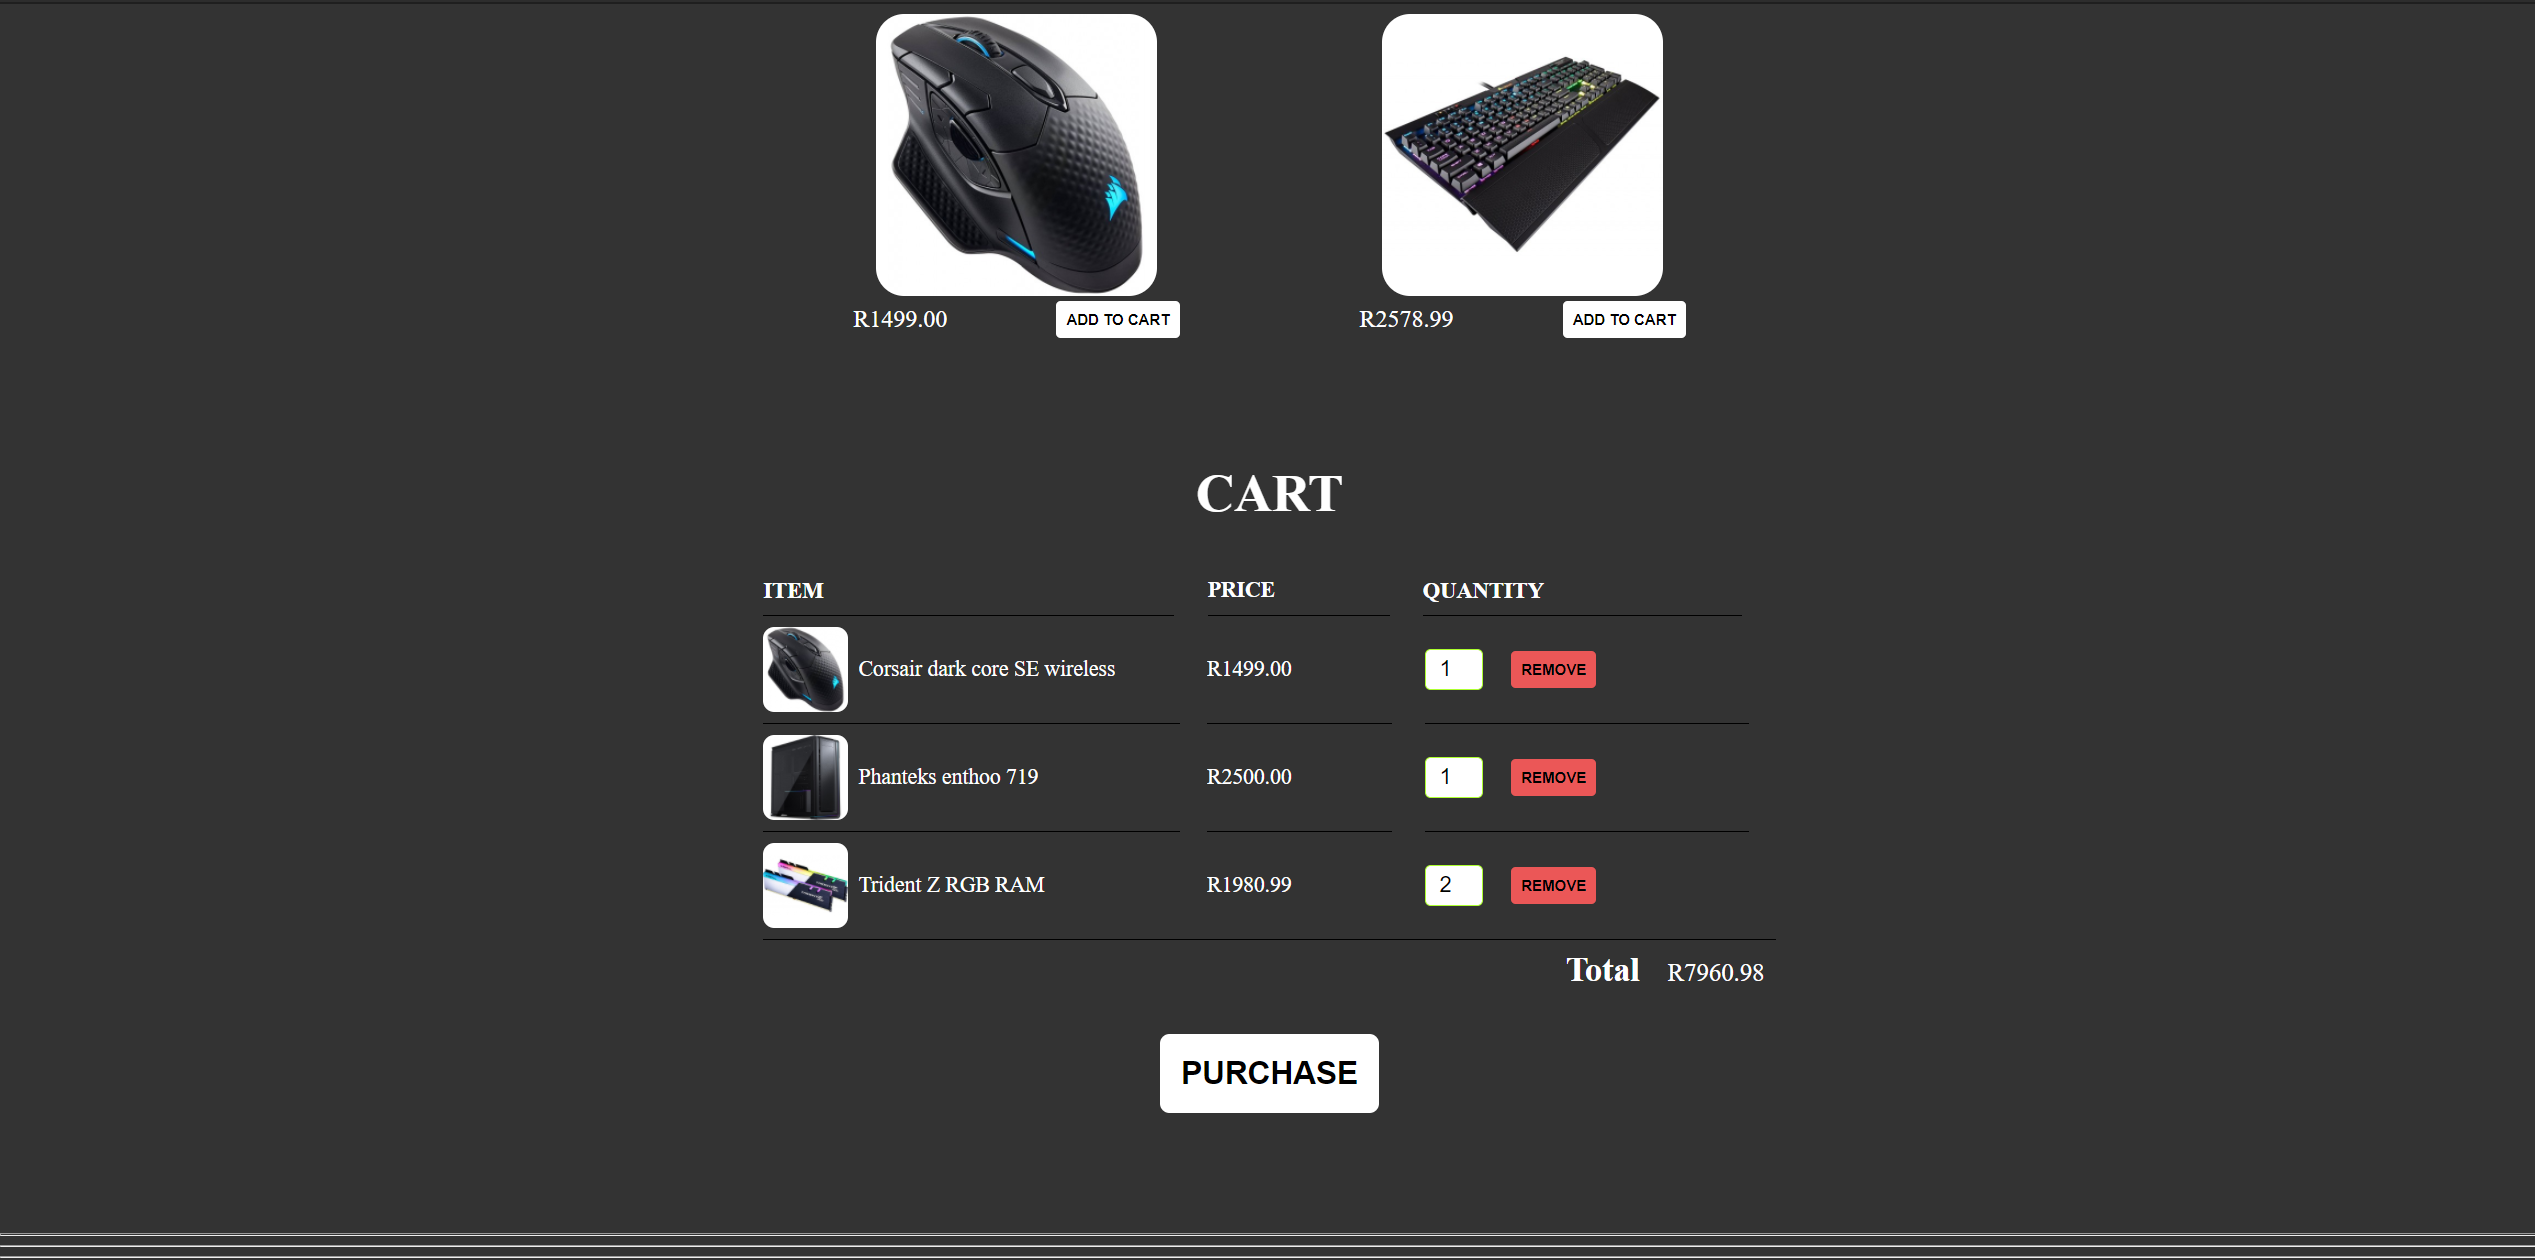 R1499.00 ADD TO CART R2578.99 ADD TO CART
CART
ITEM PRICE QUANTITY
Corsair dark core SE wireless R1499.00 1 REMOVE
Phanteks enthoo 719 R2500.00 1 REMOVE
Trident Z RGB RAM R1980.99 2 REMOVE
Total R7960.98
PURCHASE